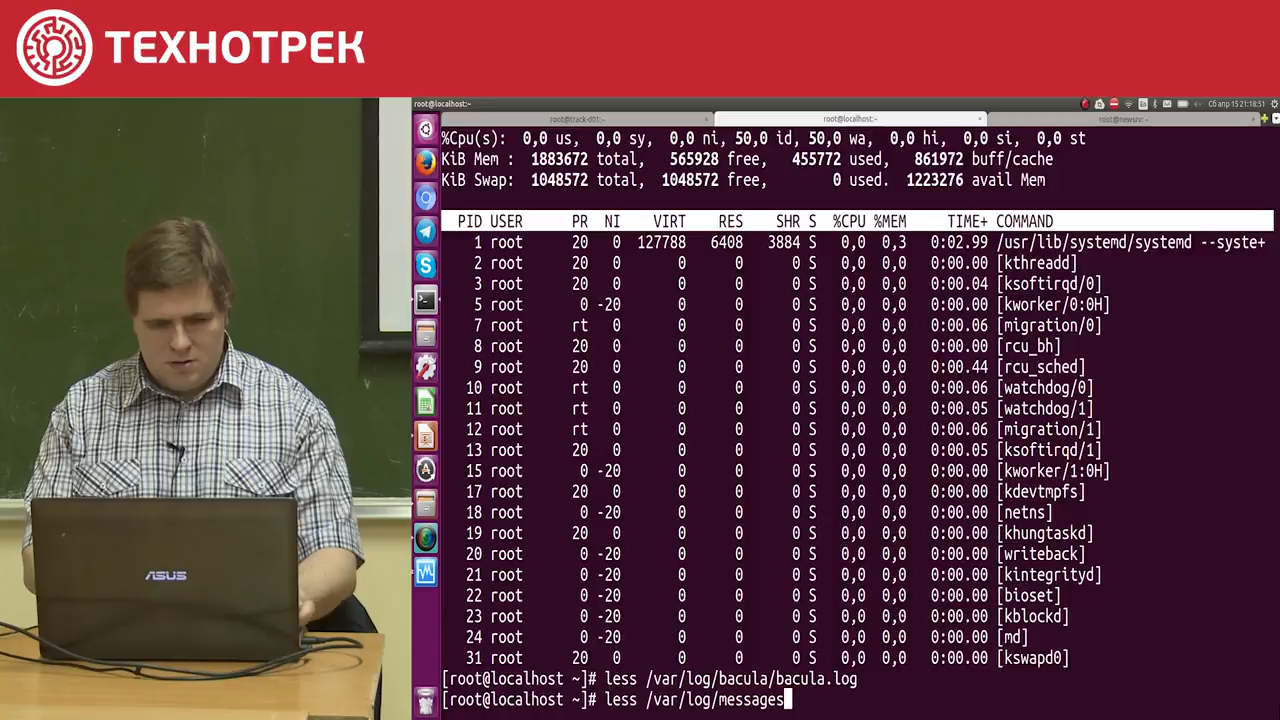 ТЕХНОТРЕК
root@localhost:~
Сб апр 15 21:18:51
root@track-d01:~
root@localhost:~
root@newsrv:~
%Cpu(s): 0,0 us, 0,0 sy, 0,0 ni, 50,0 id, 50,0 wa, 0,0 hi, 0,0 si, 0,0 st
KiB Mem : 1883672 total, 565928 free, 455772 used, 861972 buff/cache
KiB Swap: 1048572 total, 1048572 free, 0 used. 1223276 avail Mem
PID USER PR NI VIRT RES SHR S %CPU %MEM TIME+ COMMAND
1 root 20 0 127788 6408 3884 S 0,0 0,3 0:02.99 /usr/lib/systemd/systemd --syste+
2 root 20 0 0 0 0 S 0,0 0,0 0:00.00 [kthreadd]
3 root 20 0 0 0 0 S 0,0 0,0 0:00.04 [ksoftirqd/0]
5 root 0 -20 0 0 0 S 0,0 0,0 0:00.00 [kworker/0:0H]
7 root rt 0 0 0 0 S 0,0 0,0 0:00.06 [migration/0]
8 root 20 0 0 0 0 S 0,0 0,0 0:00.00 [rcu_bh]
9 root 20 0 0 0 0 S 0,0 0,0 0:00.44 [rcu_sched]
10 root rt 0 0 0 0 S 0,0 0,0 0:00.06 [watchdog/0]
11 root rt 0 0 0 0 S 0,0 0,0 0:00.05 [watchdog/1]
12 root rt 0 0 0 0 S 0,0 0,0 0:00.06 [migration/1]
13 root 20 0 0 0 0 S 0,0 0,0 0:00.05 [ksoftirqd/1]
15 root 0 -20 0 0 0 S 0,0 0,0 0:00.00 [kworker/1:0H]
17 root 20 0 0 0 0 S 0,0 0,0 0:00.00 [kdevtmpfs]
18 root 0 -20 0 0 0 S 0,0 0,0 0:00.00 [netns]
19 root 20 0 0 0 0 S 0,0 0,0 0:00.00 [khungtaskd]
20 root 0 -20 0 0 0 S 0,0 0,0 0:00.00 [writeback]
21 root 0 -20 0 0 0 S 0,0 0,0 0:00.00 [kintegrityd]
22 root 0 -20 0 0 0 S 0,0 0,0 0:00.00 [bioset]
23 root 0 -20 0 0 0 S 0,0 0,0 0:00.00 [kblockd]
24 root 0 -20 0 0 0 S 0,0 0,0 0:00.00 [md]
31 root 20 0 0 0 0 S 0,0 0,0 0:00.00 [kswapd0]
[root@localhost ~]# less /var/log/bacula/bacula.log
[root@localhost ~]# less /var/log/messages
ASUS